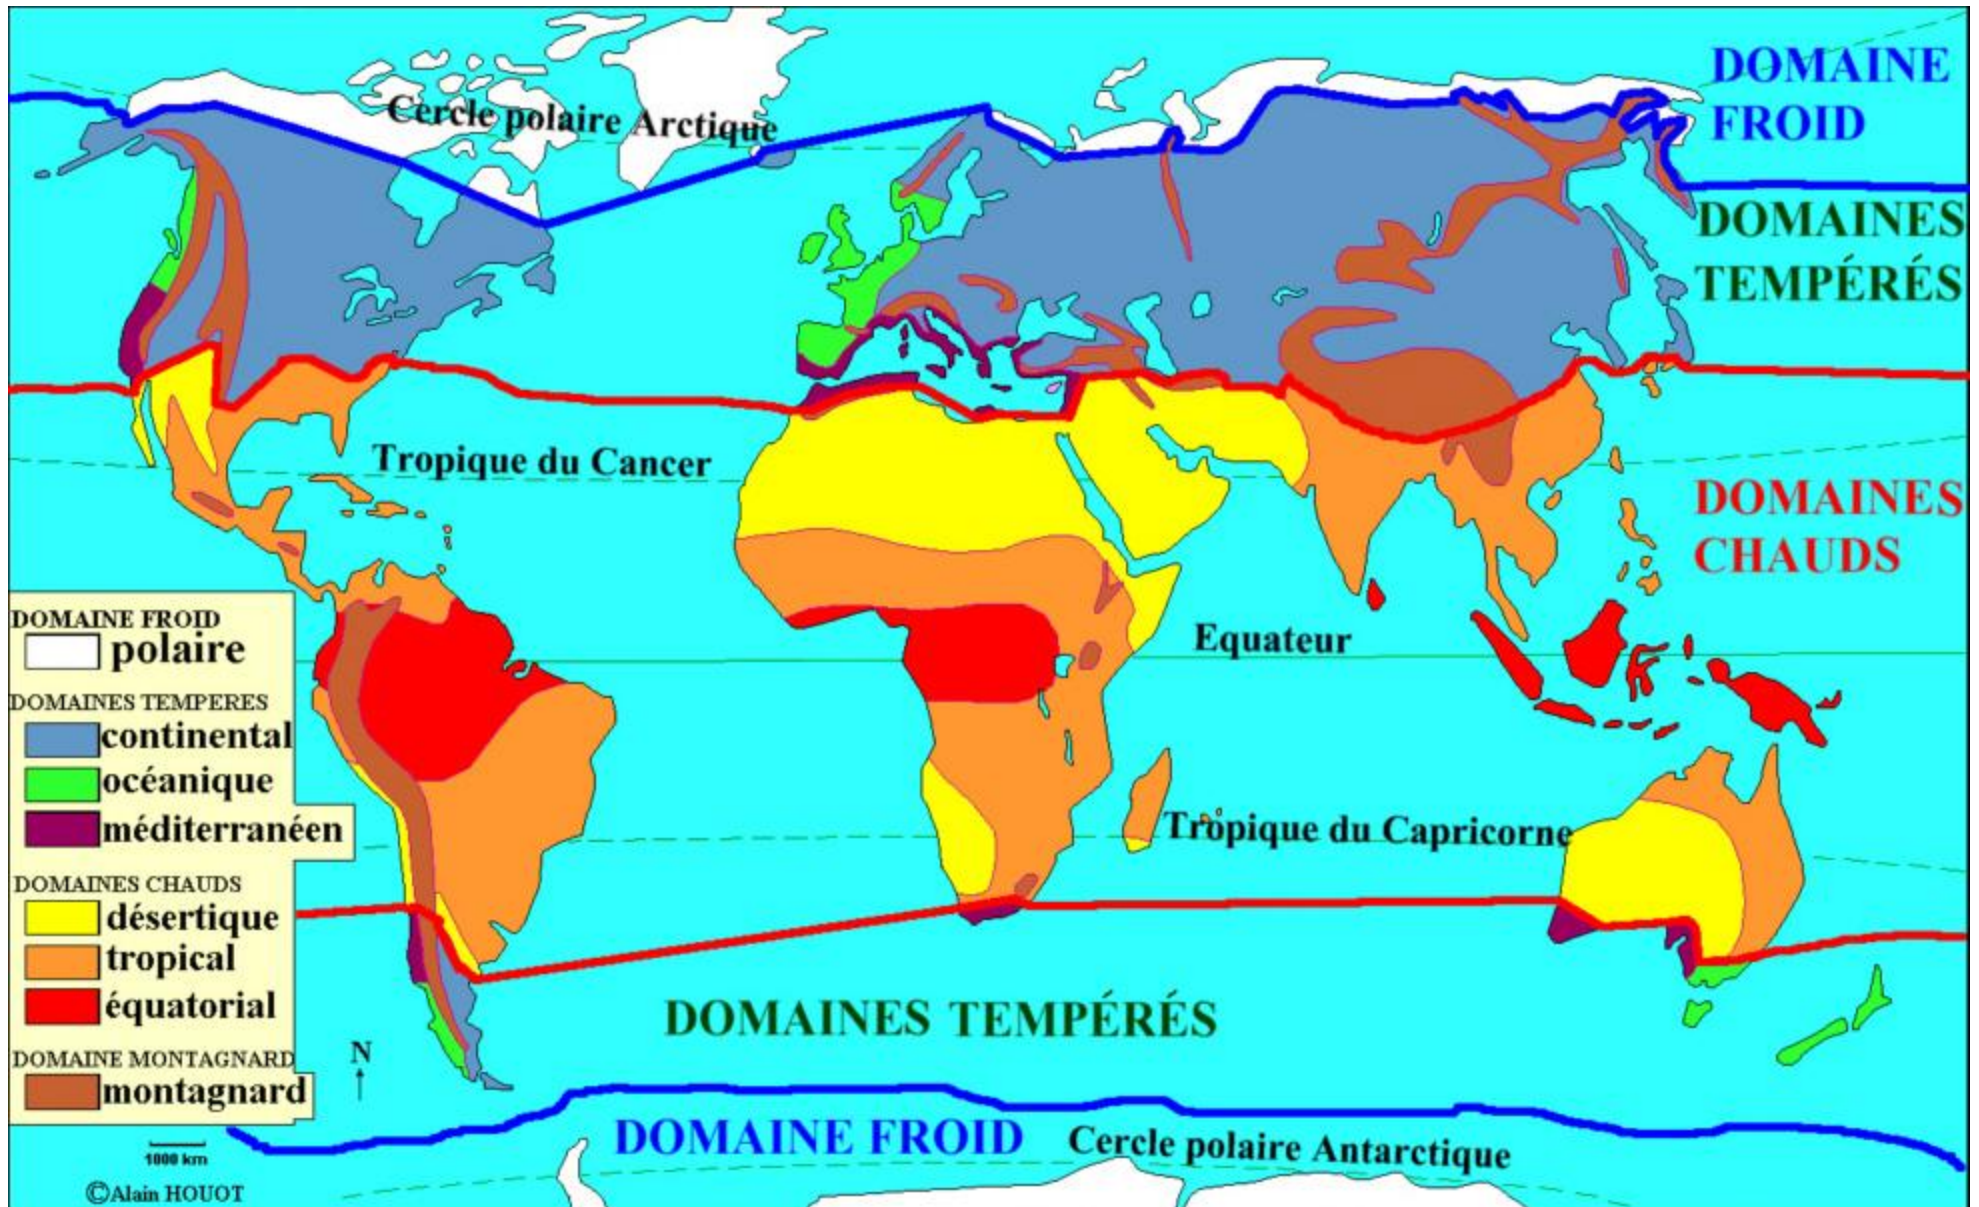 DOMAINE
FROID
Cercle polaire Arctique
DOMAINES
TEMPÉRÉS
Tropique du Cancer
DOMAINES
CHAUDS
Equateur
Tropique du Capricorne
DOMAINES TEMPÉRÉS
DOMAINE FROID
Cercle polaire Antarctique
DOMAINE FROID
polaire
DOMAINES TEMPERES
continental
océanique
méditerranéen
DOMAINES CHAUDS
désertique
tropical
équatorial
DOMAINE MONTAGNARD
montagnard
N
1000 km
©Alain HOUOT